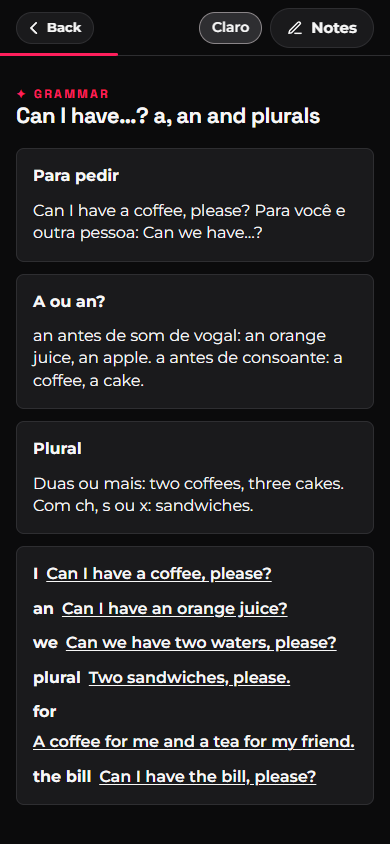 Back
Claro
Notes
GRAMMAR
Can I have...? a, an and plurals
Para pedir
Can I have a coffee, please? Para você e
outra pessoa: Can we have...?
A ou an?
an antes de som de vogal: an orange
juice, an apple. a antes de consoante: a
coffee, a cake.
Plural
Duas ou mais: two coffees, three cakes.
Com ch, s ou x: sandwiches.
I Can I have a coffee, please?
an Can I have an orange juice?
we Can we have two waters, please?
plural Two sandwiches, please.
for
A coffee for me and a tea for my friend.
the bill Can I have the bill, please?